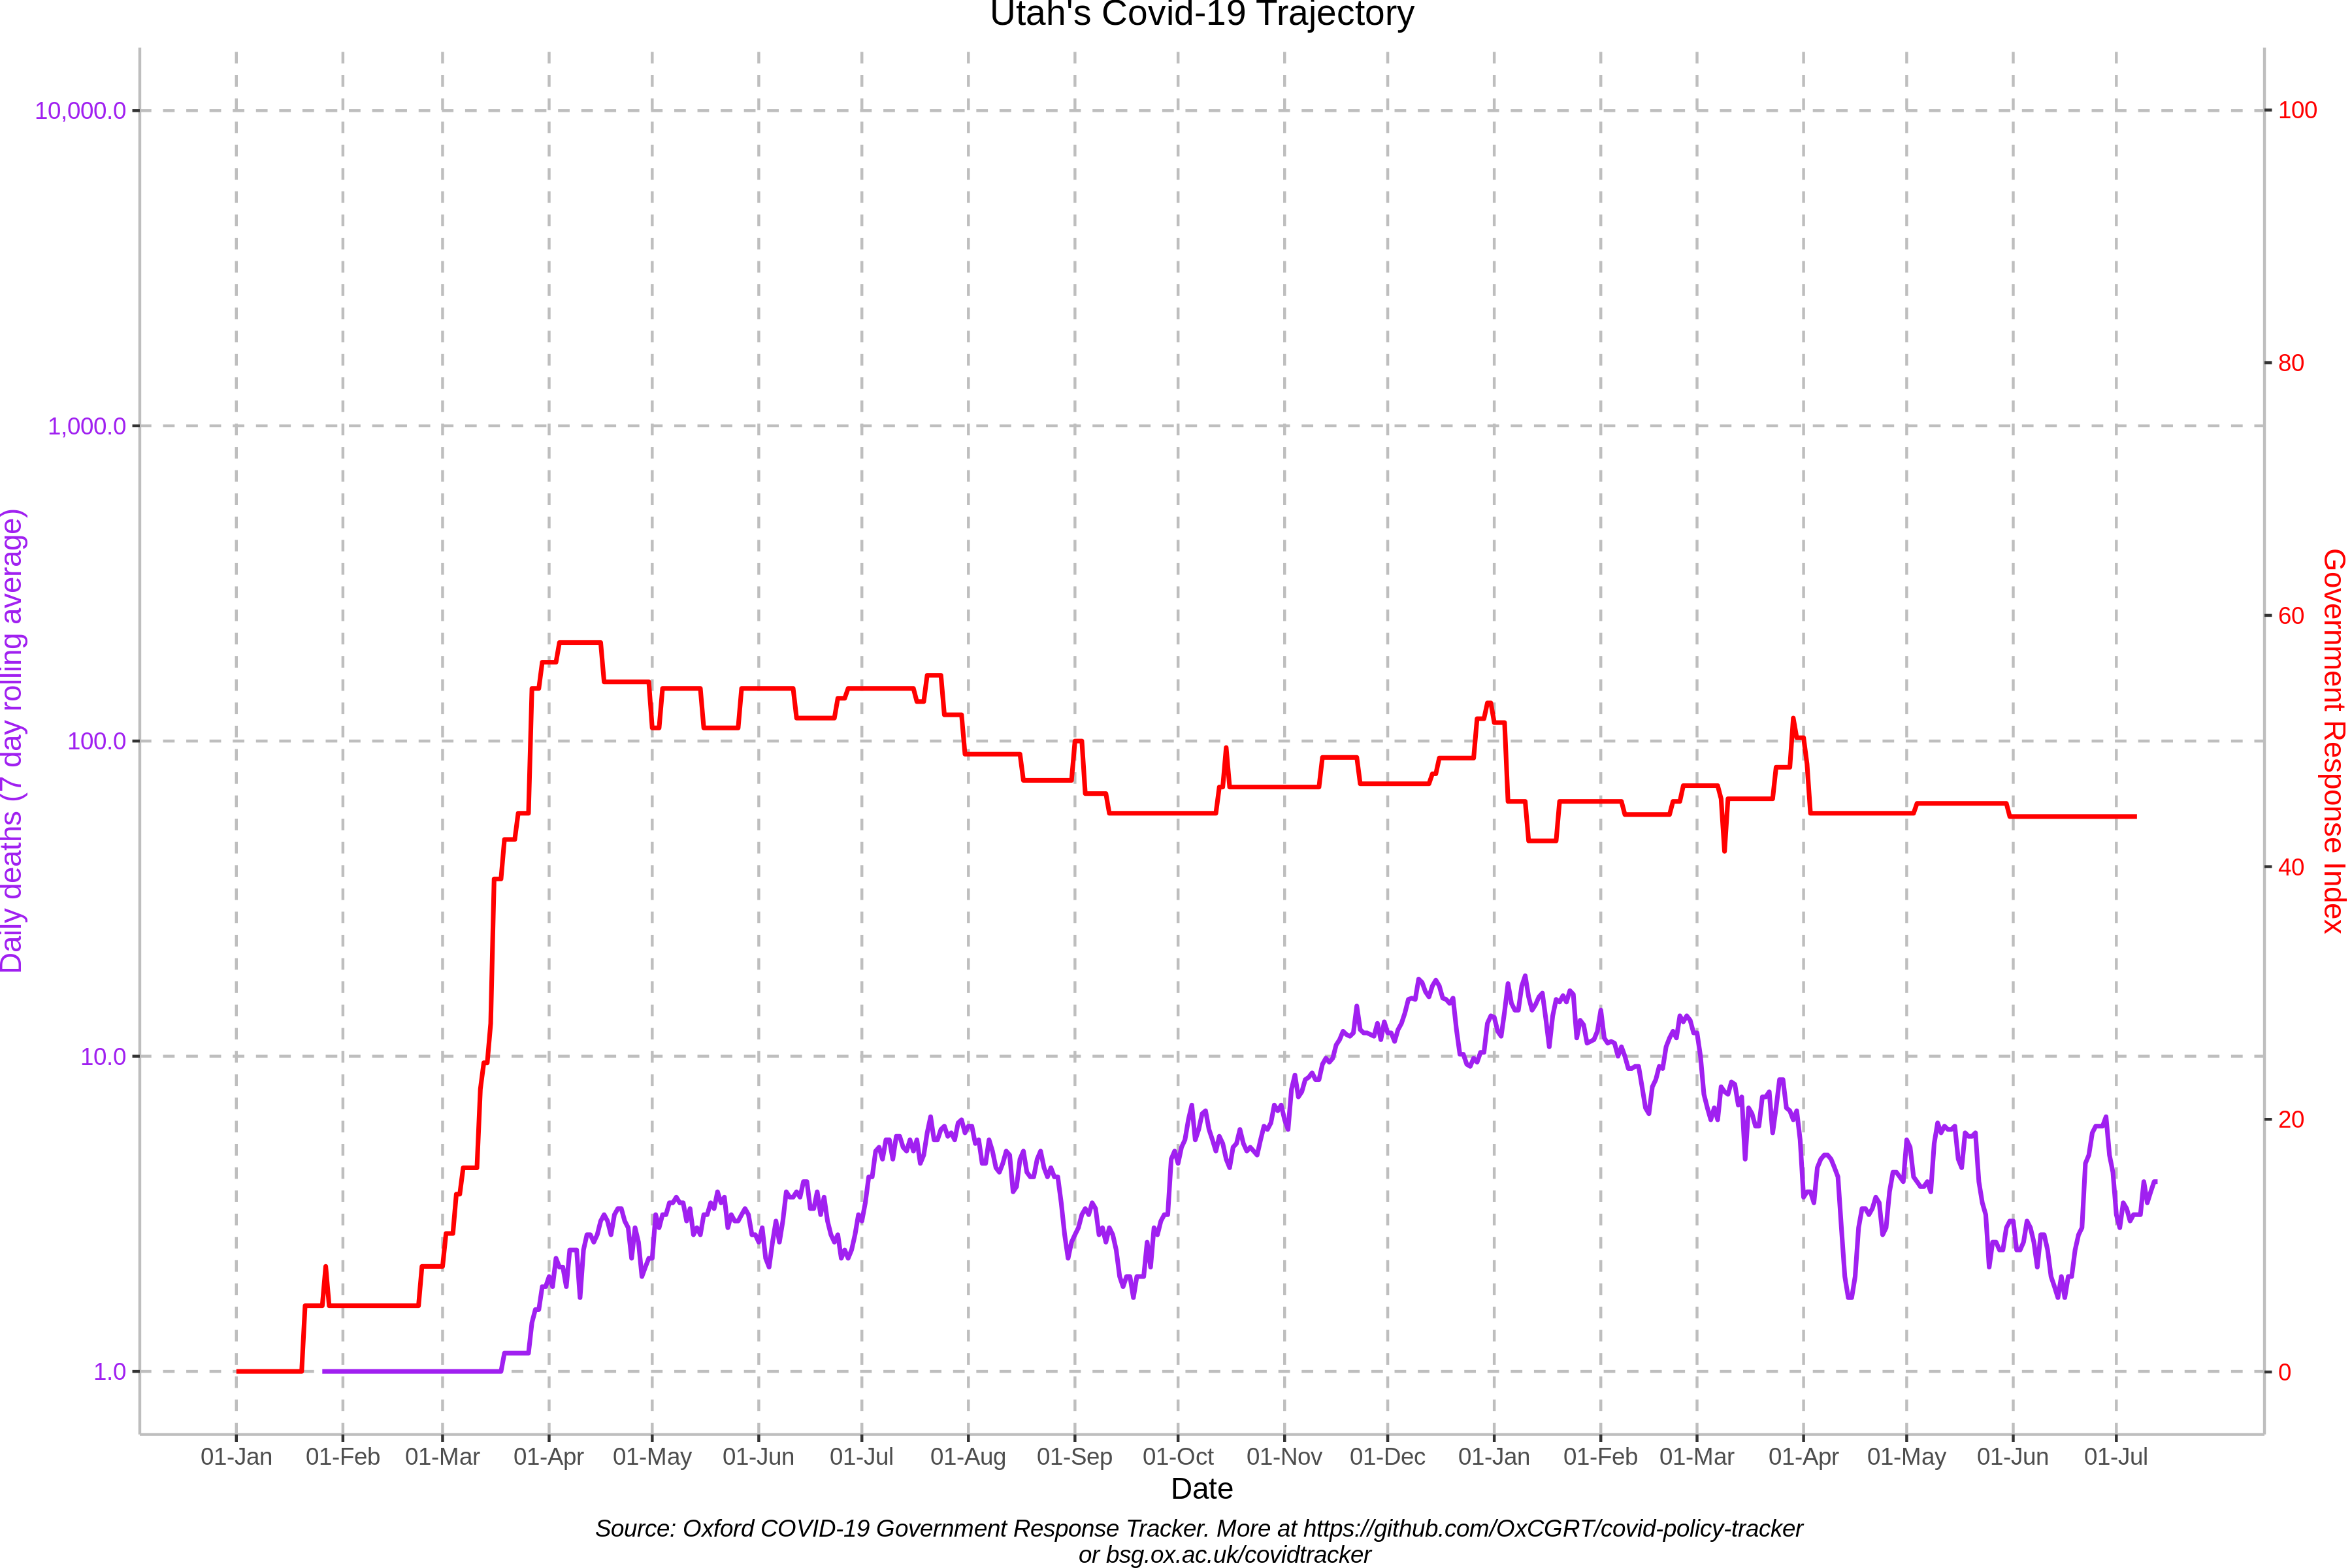 Utah's Covid-19 Trajectory
10,000.0
1,000.0
100.0
10.0
1.0
Daily deaths (7 day rolling average)
100
80
60
40
20
0
Government Response Index
01-Jan 01-Feb 01-Mar 01-Apr 01-May 01-Jun 01-Jul 01-Aug 01-Sep 01-Oct 01-Nov 01-Dec 01-Jan 01-Feb 01-Mar 01-Apr 01-May 01-Jun 01-Jul
Date
Source: Oxford COVID-19 Government Response Tracker. More at https://github.com/OxCGRT/covid-policy-tracker
or bsg.ox.ac.uk/covidtracker